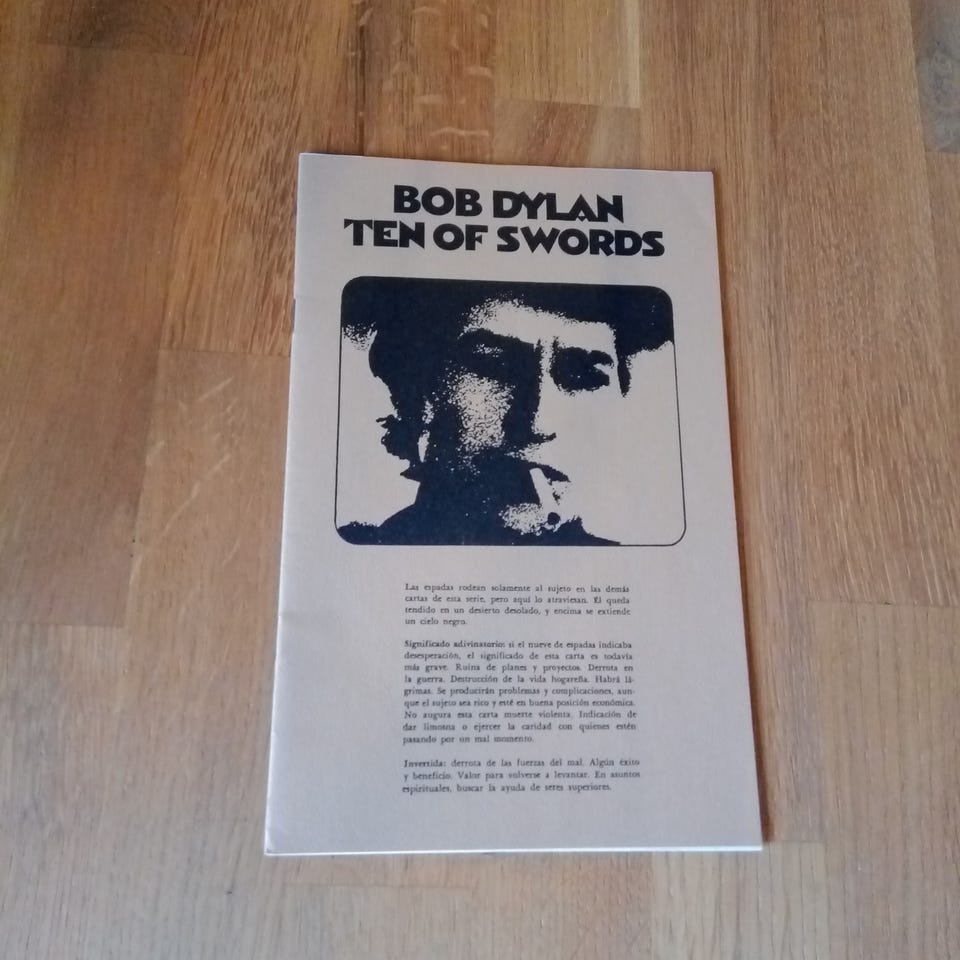 BOB DYLAN
TEN OF SWORDS
Las espadas rodean solamente al sujeto en las demás
cartas de esta serie, pero aquí lo atraviesan. Él queda
tendido en un desierto desolado, y encima se extiende
un cielo negro.
Significado adivinatorio: si el nueve de espadas indicaba
desesperación, el significado de esta carta es todavía
más grave. Ruina de planes y proyectos. Derrota en
la guerra. Destrucción de la vida hogareña. Habrá lá-
grimas. Se producirán problemas y complicaciones, aun-
que el sujeto sea rico y esté en buena posición económica.
No augura esta carta muerte violenta. Indicación de
dar limosna o ejercer la caridad con quienes estén
pasando por un mal momento.
Invertida: derrota de las fuerzas del mal. Algún éxito
y beneficio. Valor para volverse a levantar. En asuntos
espirituales, buscar la ayuda de seres superiores.